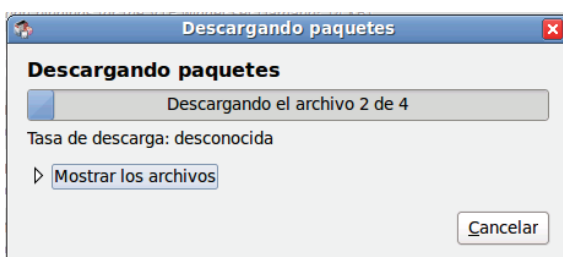 Descargando paquetes
Descargando paquetes
Descargando el archivo 2 de 4
Tasa de descarga: desconocida
Mostrar los archivos
Cancelar